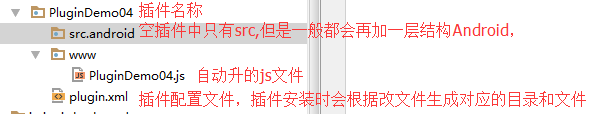 PluginDemo04 插件名称
src.android 空插件中只有src,但是一般都会再加一层结构Android，
www
PluginDemo04.js 自动升的js文件
plugin.xml 插件配置文件，插件安装时会根据改文件生成对应的目录和文件